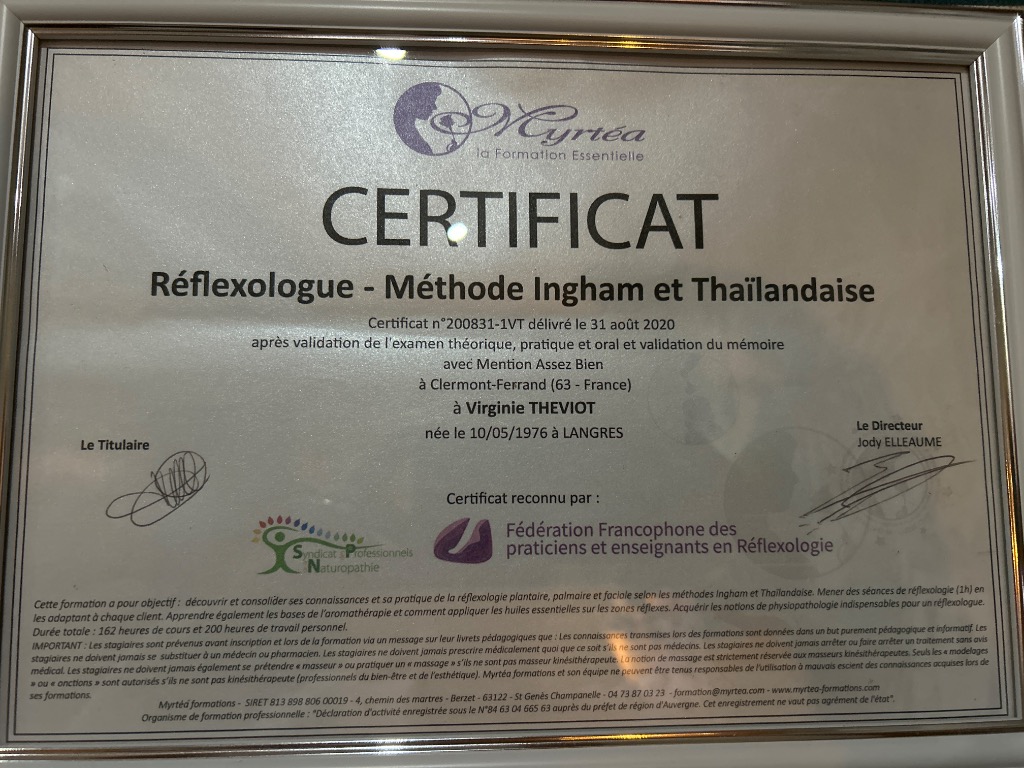 Myrtéa
la Formation Essentielle
CERTIFICAT
Réflexologue - Méthode Ingham et Thaïlandaise
Certificat n°200831-1VT délivré le 31 août 2020
après validation de l'examen théorique, pratique et oral et validation du mémoire
avec Mention Assez Bien
à Clermont-Ferrand (63 - France)
à Virginie THEVIOT
née le 10/05/1976 à LANGRES
Le Titulaire
Le Directeur
Jody ELLEAUME
Certificat reconnu par :
Syndicat des Professionnels
Naturopathie
Fédération Francophone des
praticiens et enseignants en Réflexologie
Cette formation a pour objectif : découvrir et consolider ses connaissances et sa pratique de la réflexologie plantaire, palmaire et faciale selon les méthodes Ingham et Thaïlandaise. Mener des séances de réflexologie (1h) en
les adaptant à chaque client. Apprendre également les bases de l'aromathérapie et comment appliquer les huiles essentielles sur les zones réflexes. Acquérir les notions de physiopathologie indispensables pour un réflexologue.
Durée totale : 162 heures de cours et 200 heures de travail personnel.
IMPORTANT : Les stagiaires sont prévenus avant inscription et lors de la formation via un message sur leur livrets pédagogiques que : Les connaissances transmises lors des formations sont données dans un but purement pédagogique et informatif. Les
stagiaires ne doivent jamais se substituer à un médecin ou pharmacien. Les stagiaires ne doivent jamais prescrire médicalement quoi que ce soit s'ils ne sont pas médecins. Les stagiaires ne doivent jamais arrêter ou faire arrêter un traitement sans avis
médical. Les stagiaires ne doivent jamais également se prétendre « masseur » ou pratiquer un « massage » s'ils ne sont pas masseur kinésithérapeute. La notion de massage est strictement réservée aux masseurs kinésithérapeutes. Seuls les « modelages
» ou « onctions » sont autorisés s'ils ne sont pas kinésithérapeute (professionnels du bien-être et de l'esthétique). Myrtéa formations et son équipe ne peuvent être tenus responsables de l'utilisation à mauvais escient des connaissances acquises lors de
ses formations.
Myrtéa formations - SIRET 813 898 806 00019 - 4, chemin des martres - Berzet - 63122 - St Genès Champanelle - 04 73 87 03 23 - formation@myrtea.com - www.myrtea-formations.com
Organisme de formation professionnelle : "Déclaration d'activité enregistrée sous le N°84 63 04 665 63 auprès du préfet de région d'Auvergne. Cet enregistrement ne vaut pas agrément de l'état".